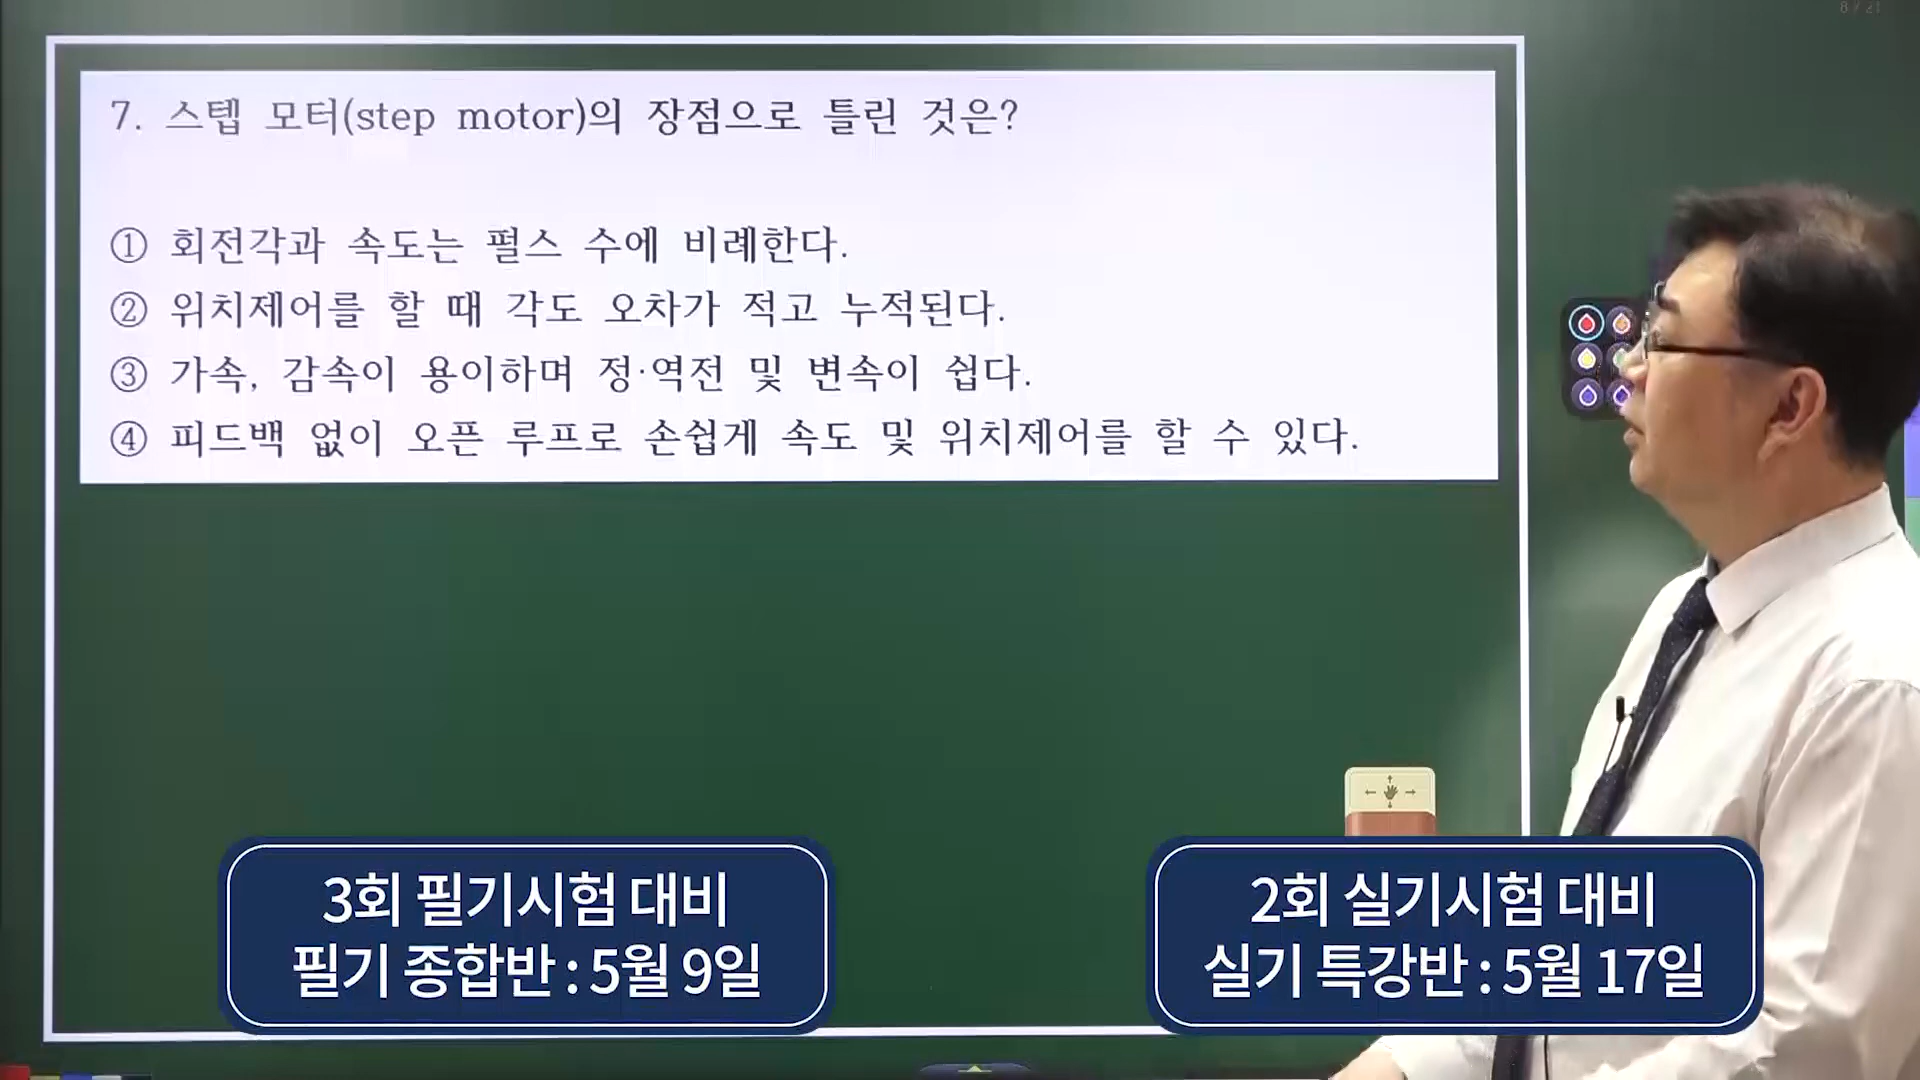 8 / 21
7. 스텝 모터(step motor)의 장점으로 틀린 것은?
① 회전각과 속도는 펄스 수에 비례한다.
② 위치제어를 할 때 각도 오차가 적고 누적된다.
③ 가속, 감속이 용이하며 정·역전 및 변속이 쉽다.
④ 피드백 없이 오픈 루프로 손쉽게 속도 및 위치제어를 할 수 있다.
3회 필기시험 대비
필기 종합반 : 5월 9일
2회 실기시험 대비
실기 특강반 : 5월 17일